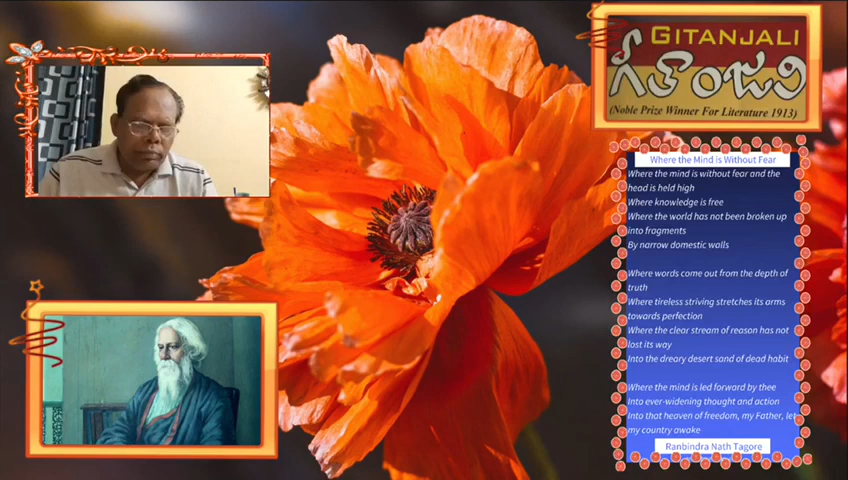 GITANJALI
గీతాంజలి
(Noble Prize Winner For Literature 1913)
Where the Mind is Without Fear
Where the mind is without fear and the
head is held high
Where knowledge is free
Where the world has not been broken up
into fragments
By narrow domestic walls
Where words come out from the depth of
truth
Where tireless striving stretches its arms
towards perfection
Where the clear stream of reason has not
lost its way
Into the dreary desert sand of dead habit
Where the mind is led forward by thee
Into ever-widening thought and action
Into that heaven of freedom, my Father, let
my country awake
Ranbindra Nath Tagore